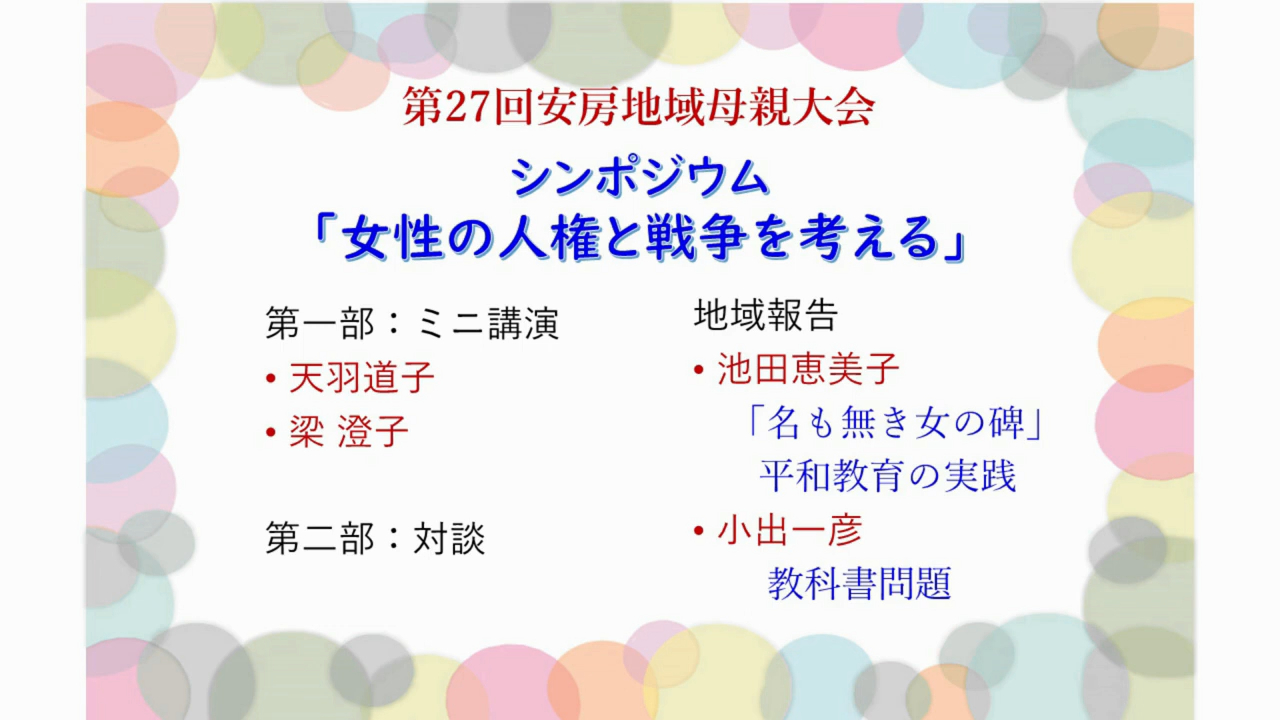 第27回安房地域母親大会
シンポジウム
「女性の人権と戦争を考える」
第一部：ミニ講演
• 天羽道子
• 梁 澄子
第二部：対談
地域報告
• 池田恵美子
「名も無き女の碑」
平和教育の実践
• 小出一彦
教科書問題